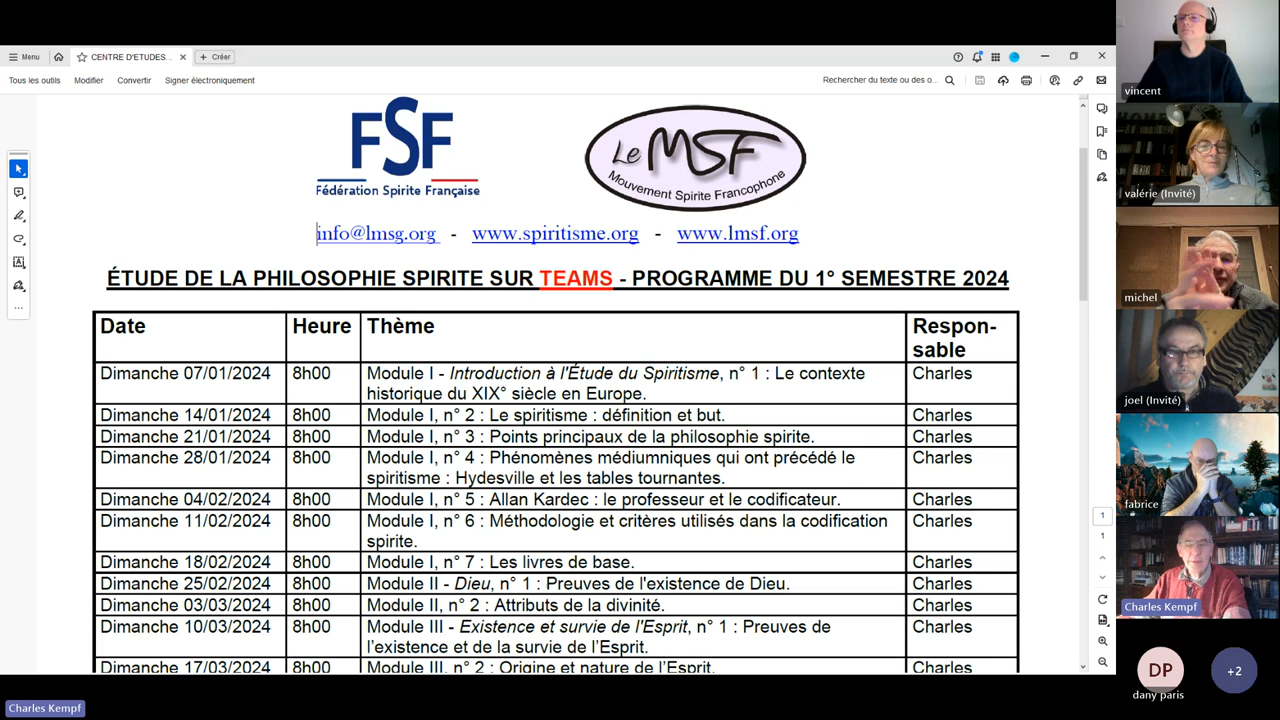 Menu
CENTRE D'ETUDES...
Créer
Tous les outils
Modifier
Convertir
Signer électroniquement
Rechercher du texte ou des o...
FSF
Fédération Spirite Française
Le MSF
Mouvement Spirite Francophone
info@lmsg.org - www.spiritisme.org - www.lmsf.org
ÉTUDE DE LA PHILOSOPHIE SPIRITE SUR TEAMS - PROGRAMME DU 1° SEMESTRE 2024
Date Heure Thème Respon-
sable
Dimanche 07/01/2024 8h00 Module I - Introduction à l'Étude du Spiritisme, n° 1 : Le contexte Charles
historique du XIX° siècle en Europe.
Dimanche 14/01/2024 8h00 Module I, n° 2 : Le spiritisme : définition et but. Charles
Dimanche 21/01/2024 8h00 Module I, n° 3 : Points principaux de la philosophie spirite. Charles
Dimanche 28/01/2024 8h00 Module I, n° 4 : Phénomènes médiumniques qui ont précédé le Charles
spiritisme : Hydesville et les tables tournantes.
Dimanche 04/02/2024 8h00 Module I, n° 5 : Allan Kardec : le professeur et le codificateur. Charles
Dimanche 11/02/2024 8h00 Module I, n° 6 : Méthodologie et critères utilisés dans la codification Charles
spirite.
Dimanche 18/02/2024 8h00 Module I, n° 7 : Les livres de base. Charles
Dimanche 25/02/2024 8h00 Module II - Dieu, n° 1 : Preuves de l'existence de Dieu. Charles
Dimanche 03/03/2024 8h00 Module II, n° 2 : Attributs de la divinité. Charles
Dimanche 10/03/2024 8h00 Module III - Existence et survie de l'Esprit, n° 1 : Preuves de Charles
l'existence et de la survie de l'Esprit.
Dimanche 17/03/2024 8h00 Module III, n° 2 : Origine et nature de l'Esprit. Charles
1
1
vincent
valérie (Invité)
michel
joel (Invité)
fabrice
Charles Kempf
DP
dany paris
+2
Charles Kempf